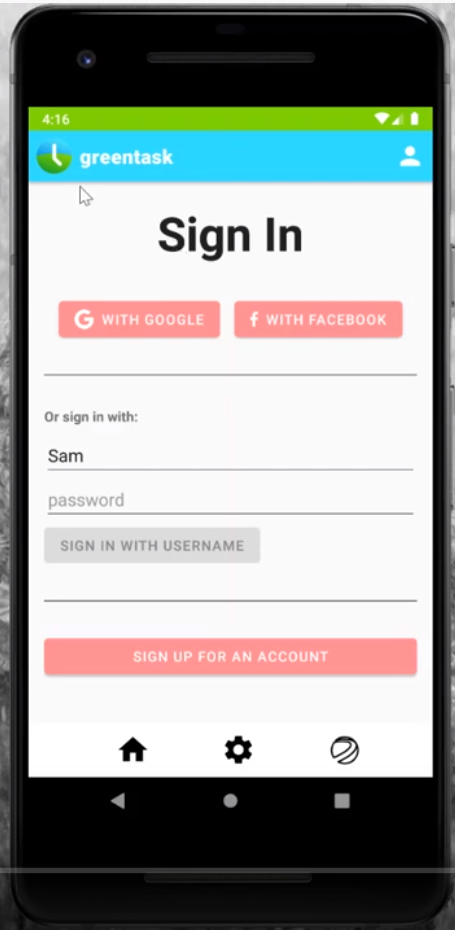 4:16
greentask
Sign In
WITH GOOGLE
WITH FACEBOOK
Or sign in with:
Sam
password
SIGN IN WITH USERNAME
SIGN UP FOR AN ACCOUNT